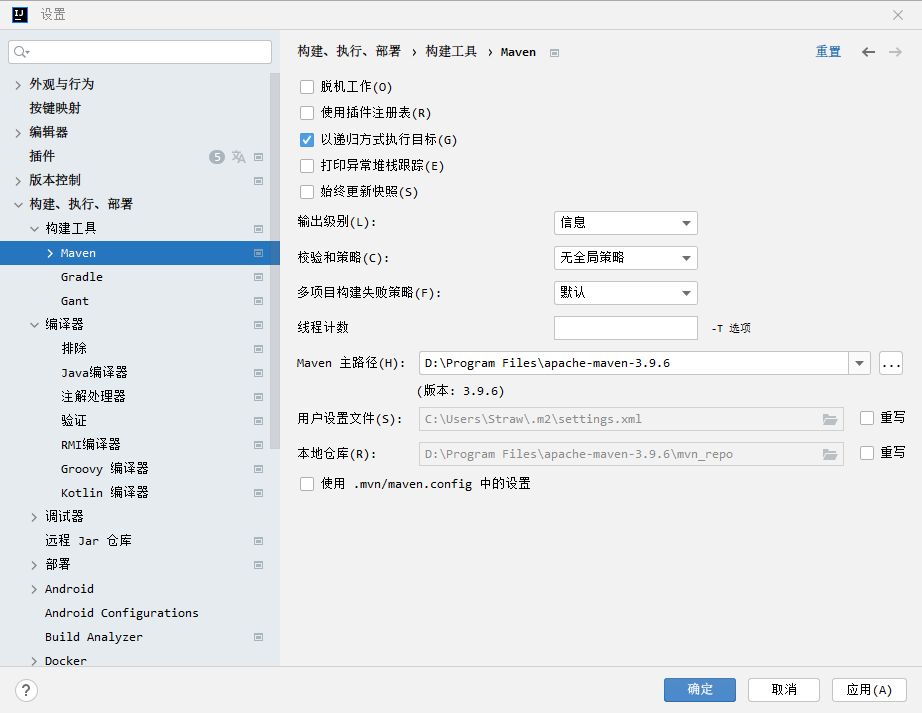 设置
外观与行为
按键映射
编辑器
插件 5
版本控制
构建、执行、部署
构建工具
Maven
Gradle
Gant
编译器
排除
Java编译器
注解处理器
验证
RMI编译器
Groovy 编译器
Kotlin 编译器
调试器
远程 Jar 仓库
部署
Android
Android Configurations
Build Analyzer
Docker
构建、执行、部署 › 构建工具 › Maven 重置
脱机工作(O)
使用插件注册表(R)
以递归方式执行目标(G)
打印异常堆栈跟踪(E)
始终更新快照(S)
输出级别(L): 信息
校验和策略(C): 无全局策略
多项目构建失败策略(F): 默认
线程计数 -T 选项
Maven 主路径(H): D:\Program Files\apache-maven-3.9.6 ...
(版本: 3.9.6)
用户设置文件(S): C:\Users\Straw\.m2\settings.xml 重写
本地仓库(R): D:\Program Files\apache-maven-3.9.6\mvn_repo 重写
使用 .mvn/maven.config 中的设置
? 确定 取消 应用(A)